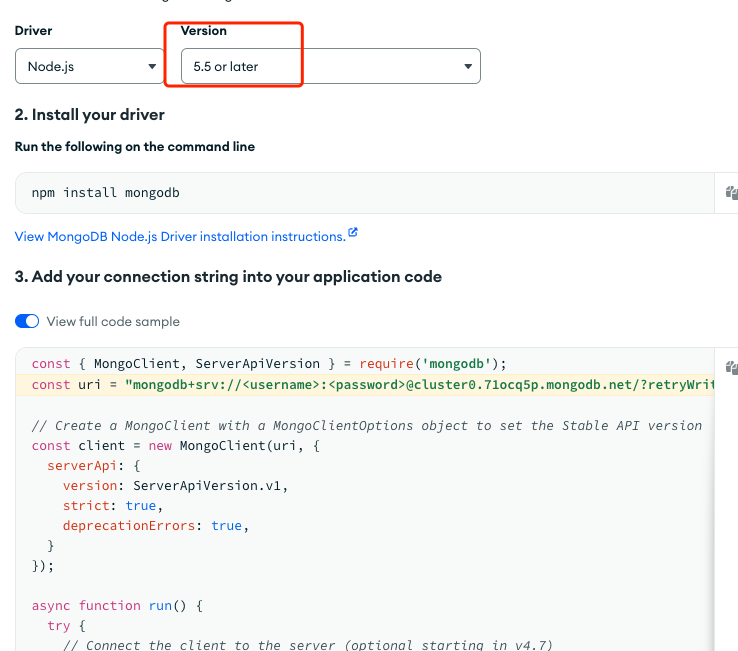 Driver
Version
Node.js
5.5 or later
2. Install your driver
Run the following on the command line
npm install mongodb
View MongoDB Node.js Driver installation instructions.
3. Add your connection string into your application code
View full code sample
const { MongoClient, ServerApiVersion } = require('mongodb');
const uri = "mongodb+srv://<username>:<password>@cluster0.71ocq5p.mongodb.net/?retryWrit
// Create a MongoClient with a MongoClientOptions object to set the Stable API version
const client = new MongoClient(uri, {
  serverApi: {
    version: ServerApiVersion.v1,
    strict: true,
    deprecationErrors: true,
  }
});
async function run() {
  try {
    // Connect the client to the server (optional starting in v4.7)